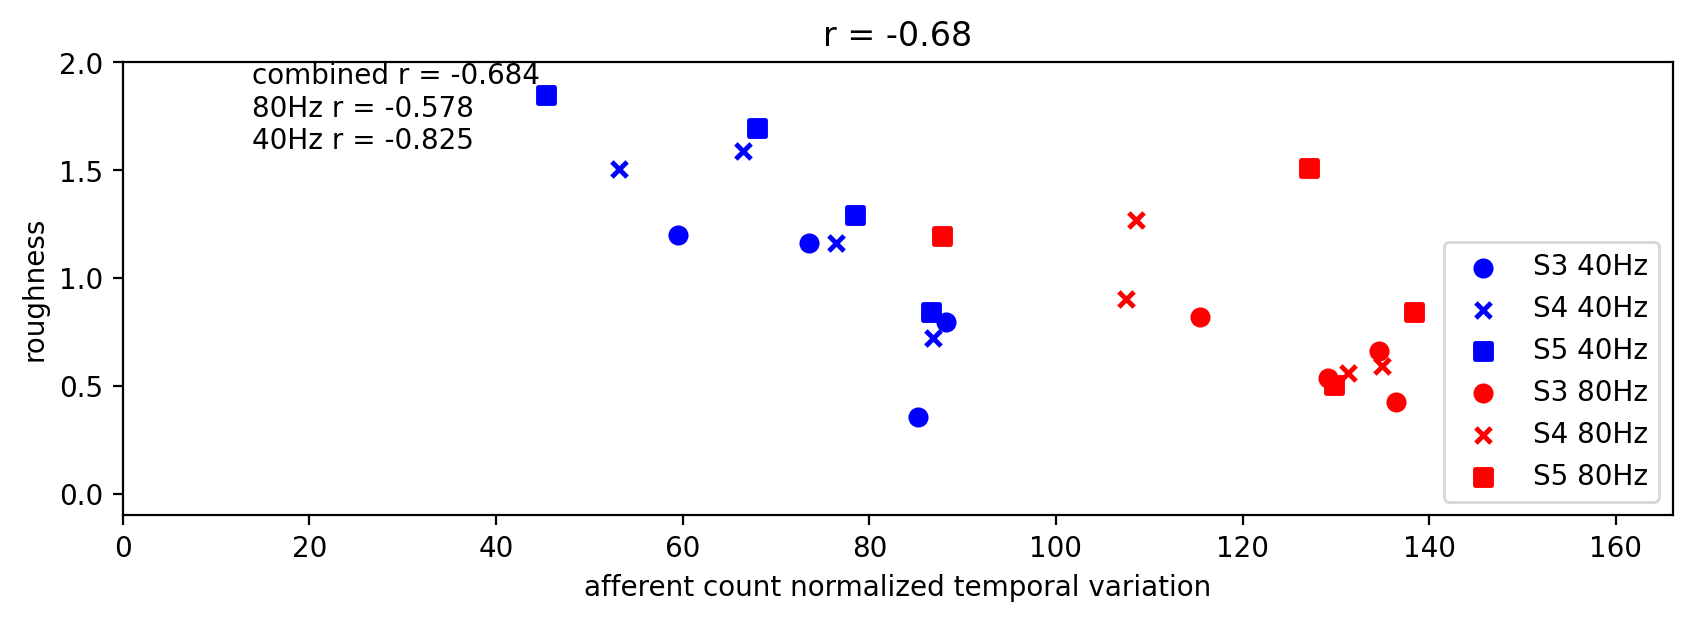 r = -0.68
combined r = -0.684
80Hz r = -0.578
40Hz r = -0.825
2.0
1.5
1.0
0.5
0.0
roughness
S3 40Hz
S4 40Hz
S5 40Hz
S3 80Hz
S4 80Hz
S5 80Hz
0 20 40 60 80 100 120 140 160
afferent count normalized temporal variation